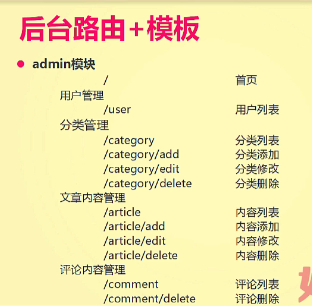 后台路由+模板
admin模块
/ 首页
用户管理
/user 用户列表
分类管理
/category 分类列表
/category/add 分类添加
/category/edit 分类修改
/category/delete 分类删除
文章内容管理
/article 内容列表
/article/add 内容添加
/article/edit 内容修改
/article/delete 内容删除
评论内容管理
/comment 评论列表
/comment/delete 评论删除